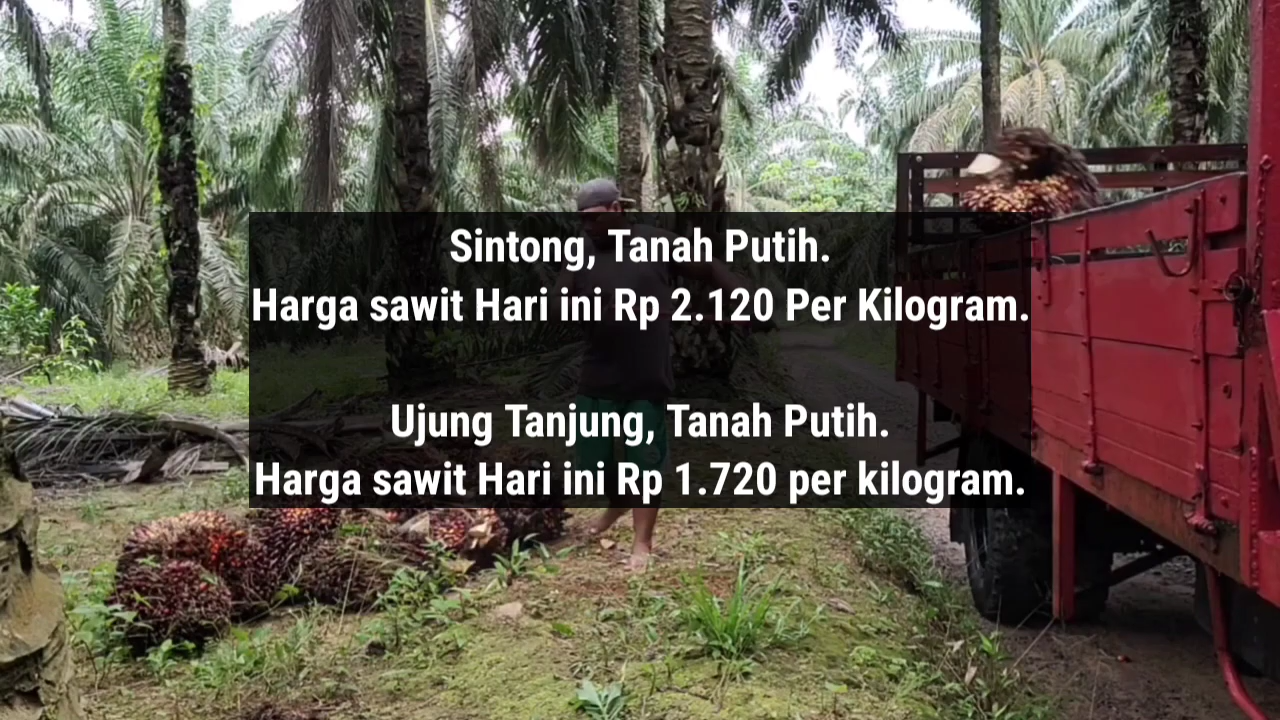 Sintong, Tanah Putih.
Harga sawit Hari ini Rp 2.120 Per Kilogram.
Ujung Tanjung, Tanah Putih.
Harga sawit Hari ini Rp 1.720 per kilogram.